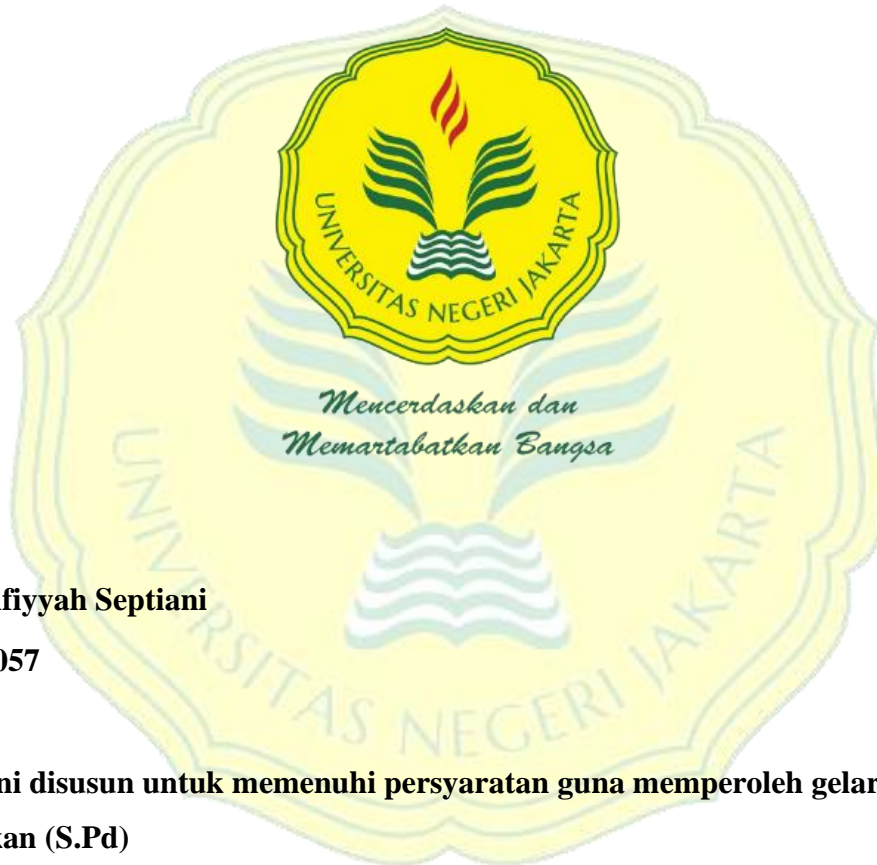 UNIVERSITAS NEGERI JAKARTA
Mencerdaskan dan
Memartabatkan Bangsa
fiyyah Septiani
057
UNIVERSITAS NEGERI JAKARTA
ni disusun untuk memenuhi persyaratan guna memperoleh gelar
kan (S.Pd)